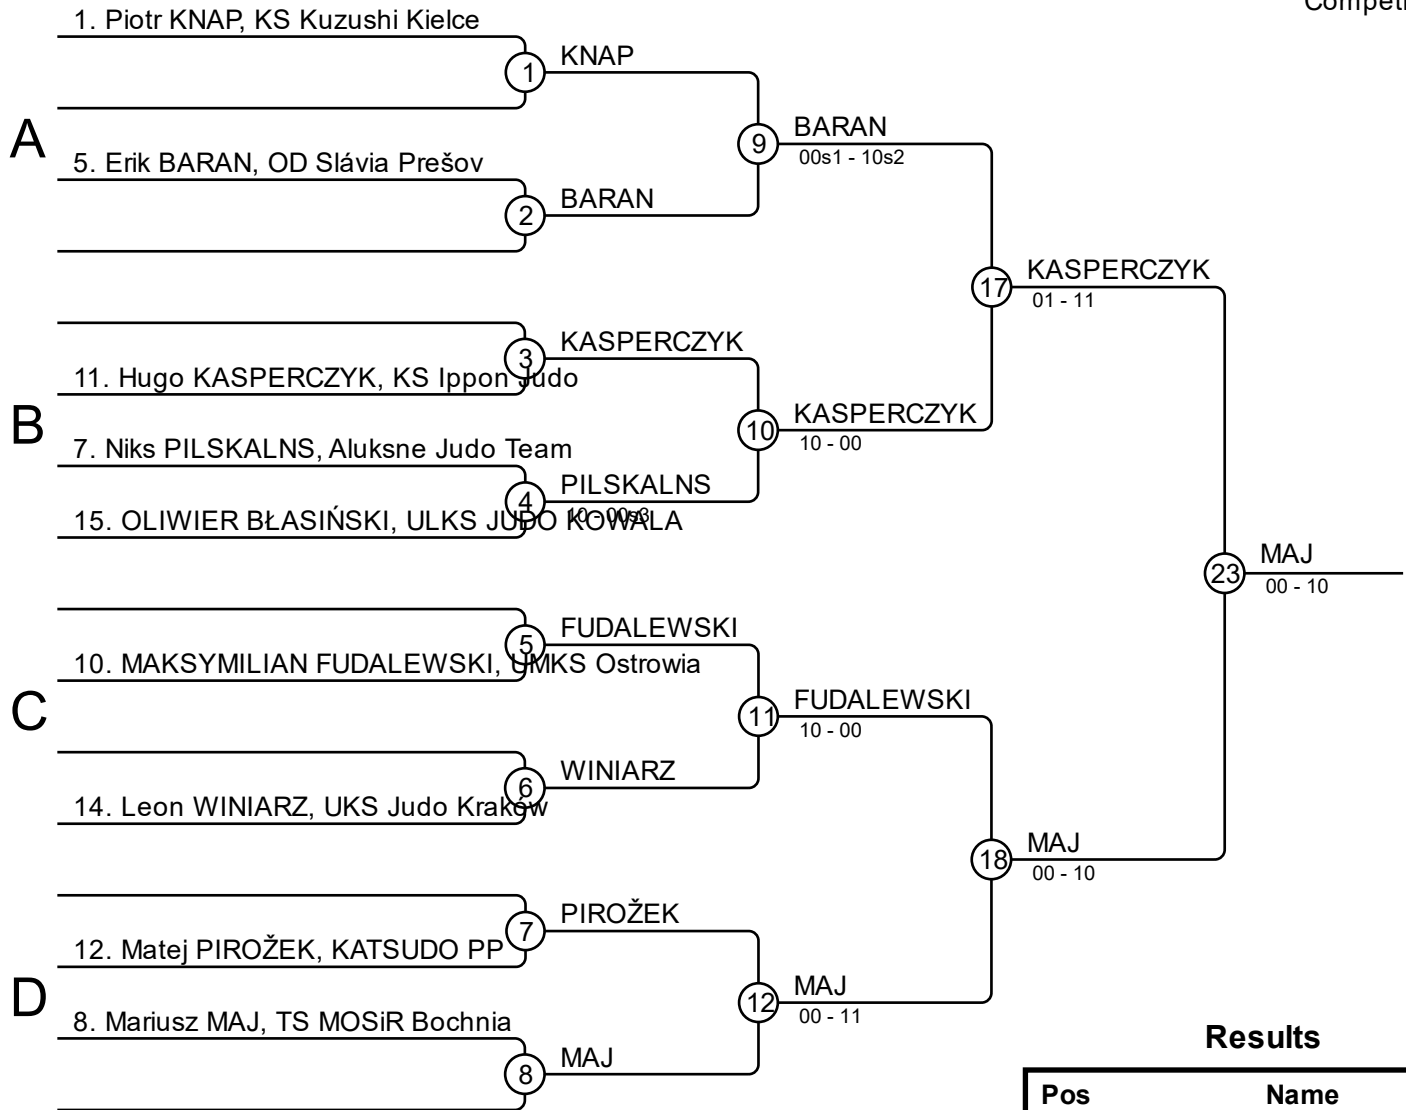 Competi
1. Piotr KNAP, KS Kuzushi Kielce
1
KNAP
A
9
BARAN
00s1 - 10s2
5. Erik BARAN, OD Slávia Prešov
2
BARAN
17
KASPERCZYK
01 - 11
3
KASPERCZYK
11. Hugo KASPERCZYK, KS Ippon Judo
B
10
KASPERCZYK
10 - 00
7. Niks PILSKALNS, Aluksne Judo Team
4
PILSKALNS
10 - 00s3
15. OLIWIER BŁASIŃSKI, ULKS JUDO KOWALA
23
MAJ
00 - 10
5
FUDALEWSKI
10. MAKSYMILIAN FUDALEWSKI, UMKS Ostrowia
C
11
FUDALEWSKI
10 - 00
6
WINIARZ
14. Leon WINIARZ, UKS Judo Kraków
18
MAJ
00 - 10
7
PIROŽEK
12. Matej PIROŽEK, KATSUDO PP
D
12
MAJ
00 - 11
8. Mariusz MAJ, TS MOSiR Bochnia
8
MAJ
Results
Pos Name